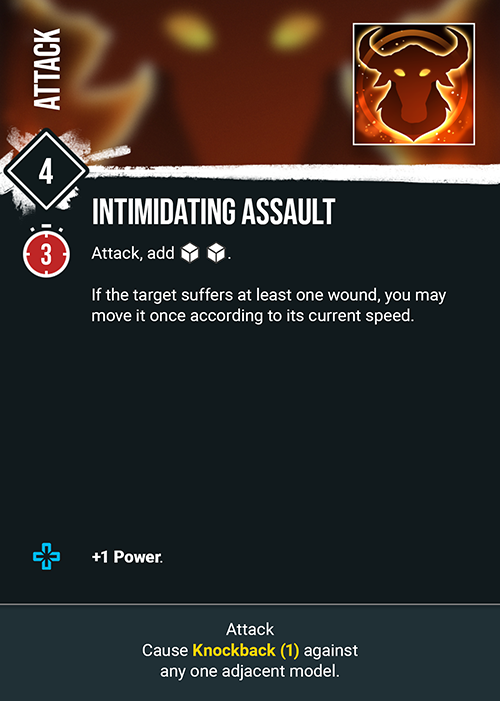 ATTACK
4
INTIMIDATING ASSAULT
3
Attack, add .
If the target suffers at least one wound, you may
move it once according to its current speed.
+1 Power.
Attack
Cause Knockback (1) against
any one adjacent model.